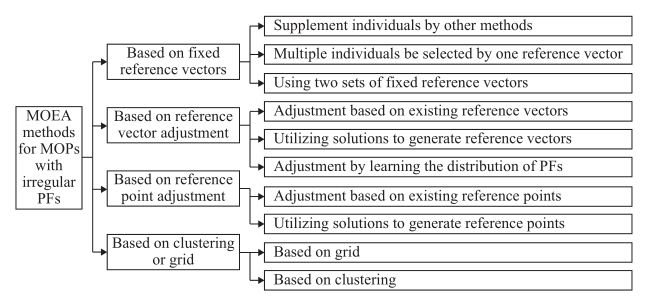 MOEA
methods
for MOPs
with
irregular
PFs
Based on fixed
reference vectors
Supplement individuals by other methods
Multiple individuals be selected by one reference vector
Using two sets of fixed reference vectors
Based on reference
vector adjustment
Adjustment based on existing reference vectors
Utilizing solutions to generate reference vectors
Adjustment by learning the distribution of PFs
Based on reference
point adjustment
Adjustment based on existing reference points
Utilizing solutions to generate reference points
Based on clustering
or grid
Based on grid
Based on clustering